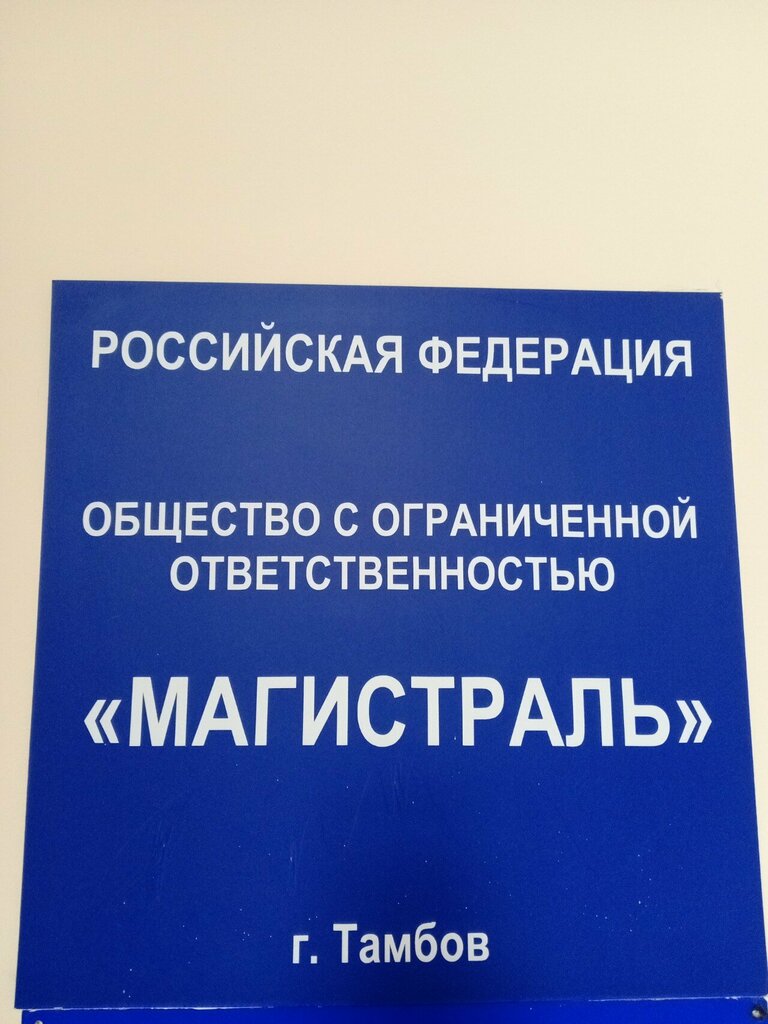 РОССИЙСКАЯ ФЕДЕРАЦИЯ
ОБЩЕСТВО С ОГРАНИЧЕННОЙ
ОТВЕТСТВЕННОСТЬЮ
«МАГИСТРАЛЬ»
г. Тамбов